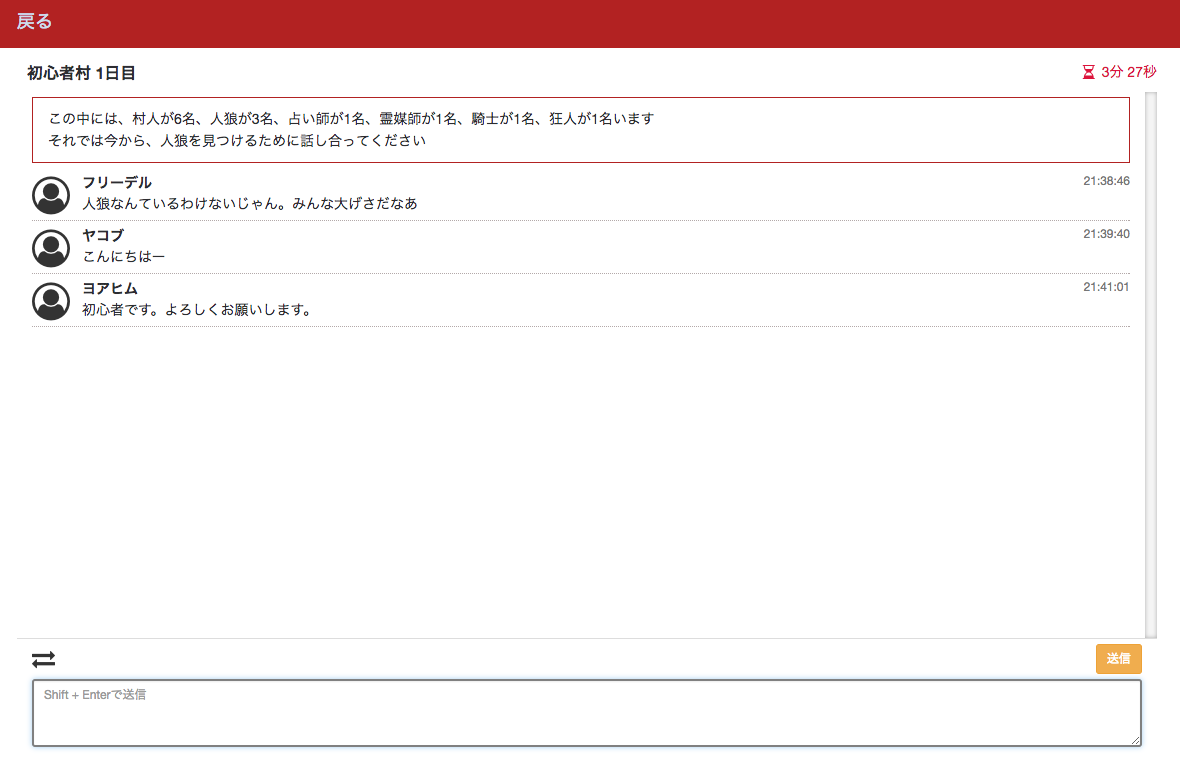 戻る
初心者村 1日目
3分 27秒
この中には、村人が6名、人狼が3名、占い師が1名、霊媒師が1名、騎士が1名、狂人が1名います
それでは今から、人狼を見つけるために話し合ってください
フリーデル
21:38:46
人狼なんているわけないじゃん。みんな大げさだなあ
ヤコブ
21:39:40
こんにちはー
ヨアヒム
21:41:01
初心者です。よろしくお願いします。
送信
Shift + Enterで送信